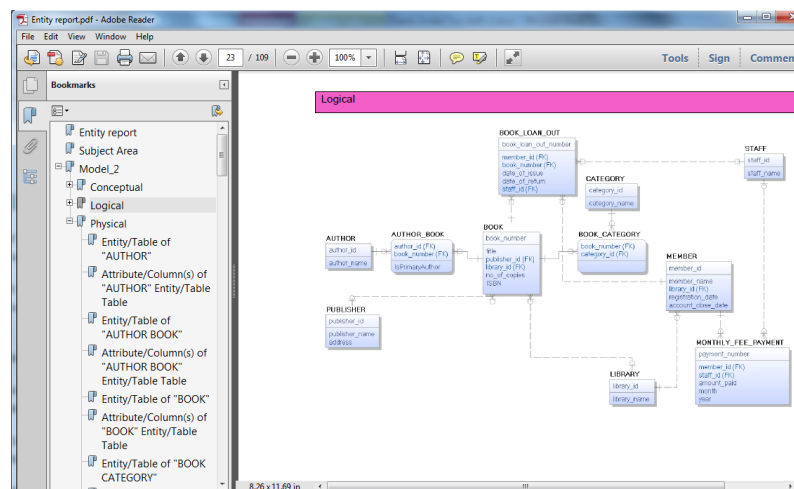 Entity report.pdf - Adobe Reader
File Edit View Window Help
23 / 109 100% Tools Sign Commen
Bookmarks
Entity report
Subject Area
Model_2
Conceptual
Logical
Physical
Entity/Table of
"AUTHOR"
Attribute/Column(s) of
"AUTHOR" Entity/Table
Table
Entity/Table of
"AUTHOR BOOK"
Attribute/Column(s) of
"AUTHOR BOOK"
Entity/Table Table
Entity/Table of "BOOK"
Attribute/Column(s) of
"BOOK" Entity/Table
Table
Entity/Table of "BOOK
CATEGORY"
Logical
BOOK_LOAN_OUT
book_loan_out_number
member_id (FK)
book_number (FK)
date_of_issue
date_of_return
staff_id (FK)
STAFF
staff_id
staff_name
CATEGORY
category_id
category_name
AUTHOR
author_id
author_name
AUTHOR_BOOK
author_id (FK)
book_number (FK)
IsPrimaryAuthor
BOOK
book_number
title
publisher_id (FK)
library_id (FK)
no_of_copies
ISBN
BOOK_CATEGORY
book_number (FK)
category_id (FK)
MEMBER
member_id
member_name
library_id (FK)
registration_date
account_close_date
PUBLISHER
publisher_id
publisher_name
address
LIBRARY
library_id
library_name
MONTHLY_FEE_PAYMENT
payment_number
member_id (FK)
staff_id (FK)
amount_paid
month
year
8.26 x 11.69 in